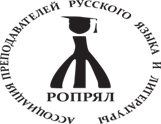 АССОЦИАЦИЯ ПРЕПОДАВАТЕЛЕЙ РУССКОГО ЯЗЫКА И ЛИТЕРАТУРЫ
РОПРЯЛ